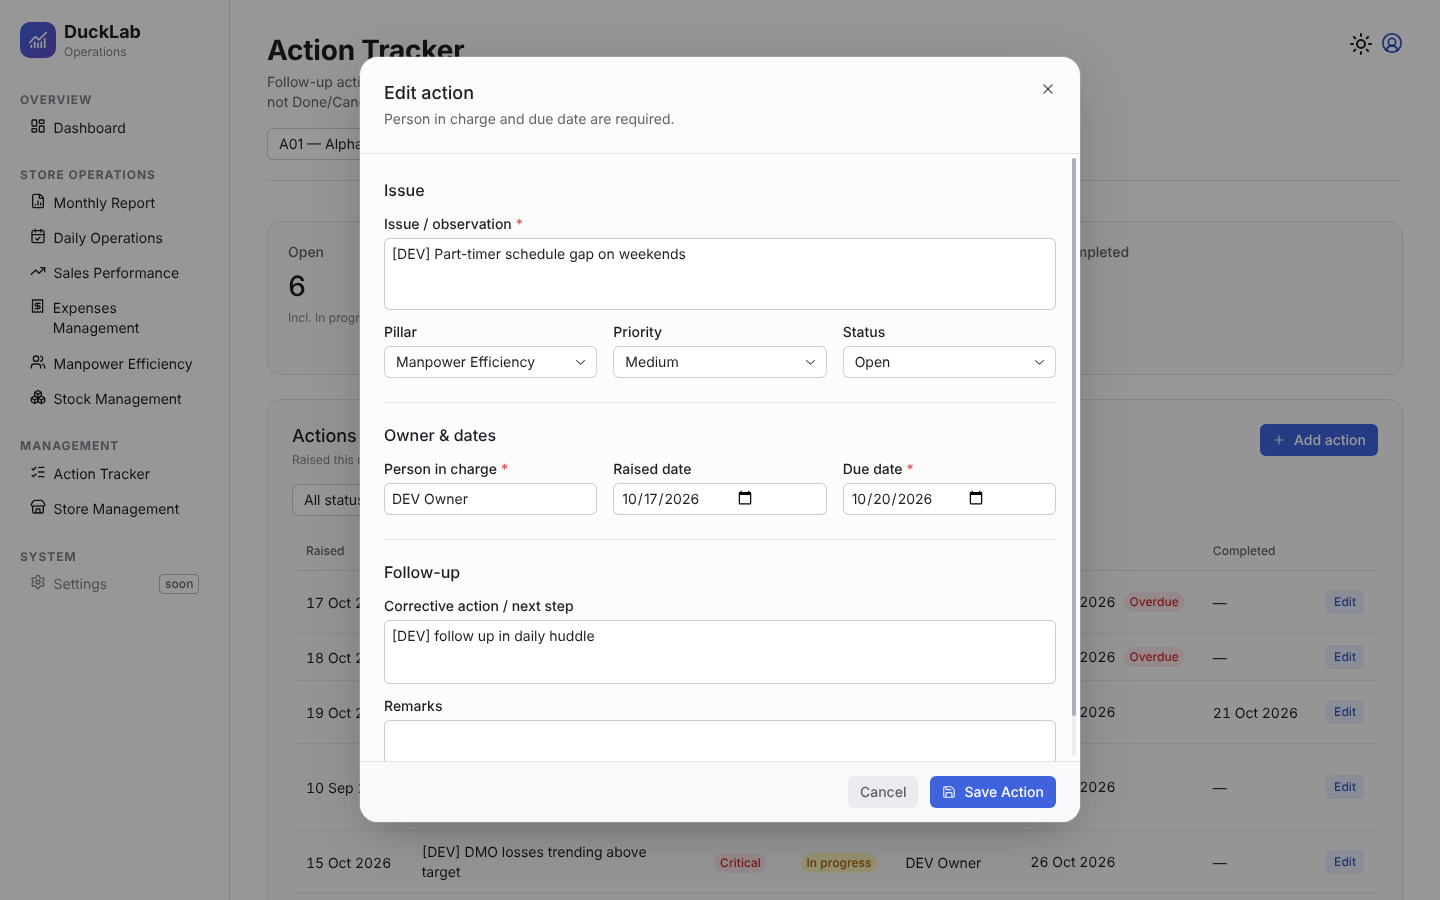 DuckLab
Operations
OVERVIEW
Dashboard
STORE OPERATIONS
Monthly Report
Daily Operations
Sales Performance
Expenses
Management
Manpower Efficiency
Stock Management
MANAGEMENT
Action Tracker
Store Management
SYSTEM
Settings
soon
Action Tracker
Follow-up acti
not Done/Can
A01 — Alpha
Open
6
Incl. In progr
mpleted
Actions
Raised this
Add action
All status
Raised
Completed
17 Oct 2
2026
Overdue
—
Edit
18 Oct 2
2026
Overdue
—
Edit
19 Oct 2
2026
21 Oct 2026
Edit
10 Sep
2026
—
Edit
15 Oct 2026
[DEV] DMO losses trending above
target
Critical
In progress
DEV Owner
26 Oct 2026
—
Edit
Edit action
Person in charge and due date are required.
Issue
Issue / observation *
[DEV] Part-timer schedule gap on weekends
Pillar
Priority
Status
Manpower Efficiency
Medium
Open
Owner & dates
Person in charge *
Raised date
Due date *
DEV Owner
10/17/2026
10/20/2026
Follow-up
Corrective action / next step
[DEV] follow up in daily huddle
Remarks
Cancel
Save Action